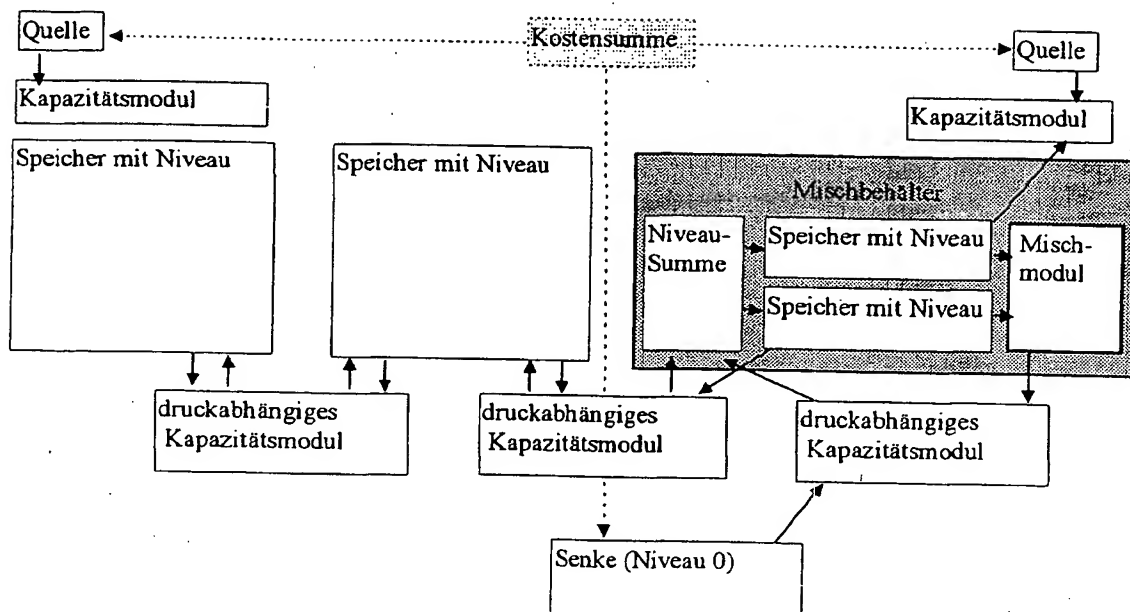 Quelle
Kostensumme
Quelle
Kapazitätsmodul
Kapazitätsmodul
Speicher mit Niveau
Speicher mit Niveau
Mischbehälter
Niveau-
Summe
Speicher mit Niveau
Speicher mit Niveau
Misch-
modul
druckabhängiges
Kapazitätsmodul
druckabhängiges
Kapazitätsmodul
druckabhängiges
Kapazitätsmodul
Senke (Niveau 0)